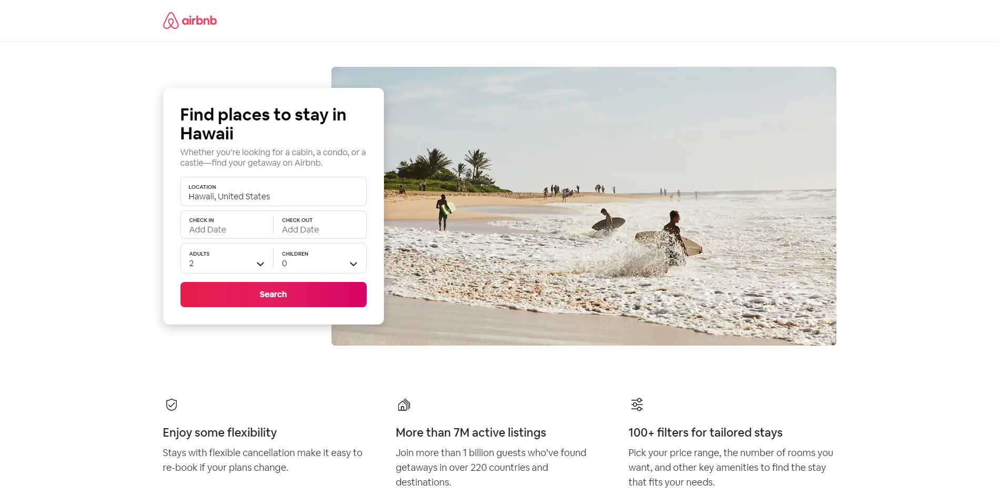 airbnb
Find places to stay in
Hawaii
Whether you’re looking for a cabin, a condo, or a
castle—find your getaway on Airbnb.
LOCATION
Hawaii, United States
CHECK IN
Add Date
CHECK OUT
Add Date
ADULTS
2
CHILDREN
0
Search
Enjoy some flexibility
Stays with flexible cancellation make it easy to
re-book if your plans change.
More than 7M active listings
Join more than 1 billion guests who’ve found
getaways in over 220 countries and
destinations.
100+ filters for tailored stays
Pick your price range, the number of rooms you
want, and other key amenities to find the stay
that fits your needs.